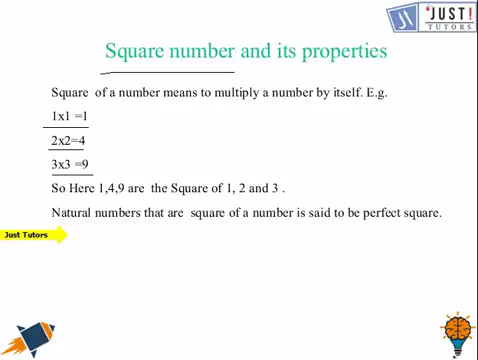 'JUST!
TUTORS
Square number and its properties
Square of a number means to multiply a number by itself. E.g.
1x1 =1
2x2=4
3x3 =9
So Here 1,4,9 are the Square of 1, 2 and 3 .
Natural numbers that are square of a number is said to be perfect square.
Just Tutors